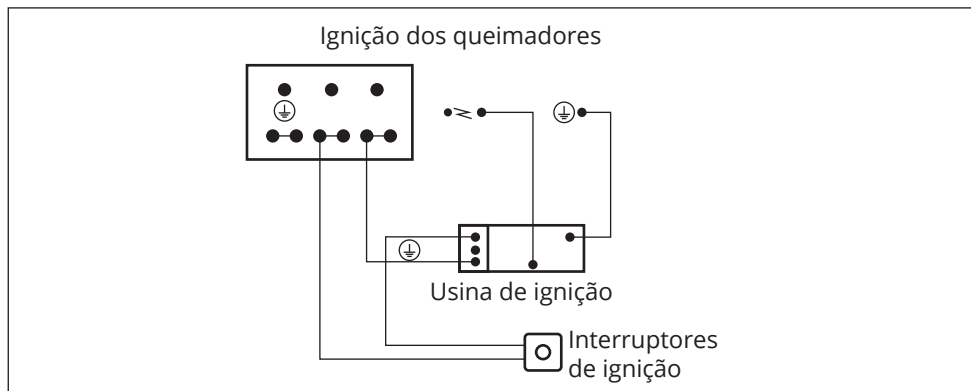 Ignição dos queimadores
Usina de ignição
Interruptores
de ignição